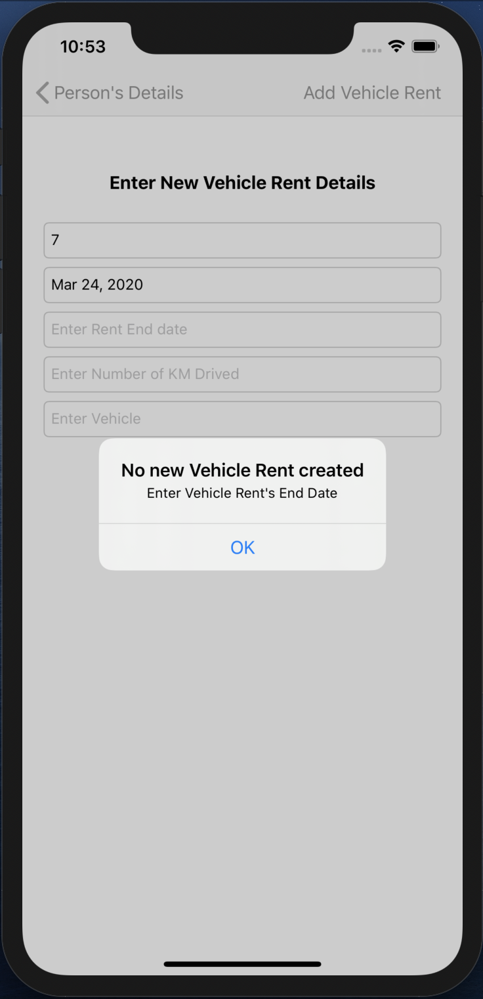 10:53
Person's Details
Add Vehicle Rent
Enter New Vehicle Rent Details
7
Mar 24, 2020
Enter Rent End date
Enter Number of KM Drived
Enter Vehicle
No new Vehicle Rent created
Enter Vehicle Rent's End Date
OK